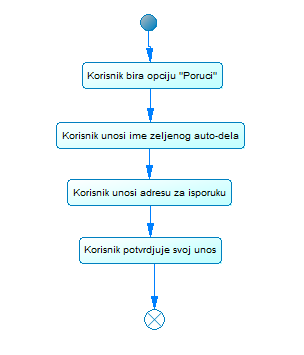 Korisnik bira opciju "Poruci"
Korisnik unosi ime zeljenog auto-dela
Korisnik unosi adresu za isporuku
Korisnik potvrdjuje svoj unos